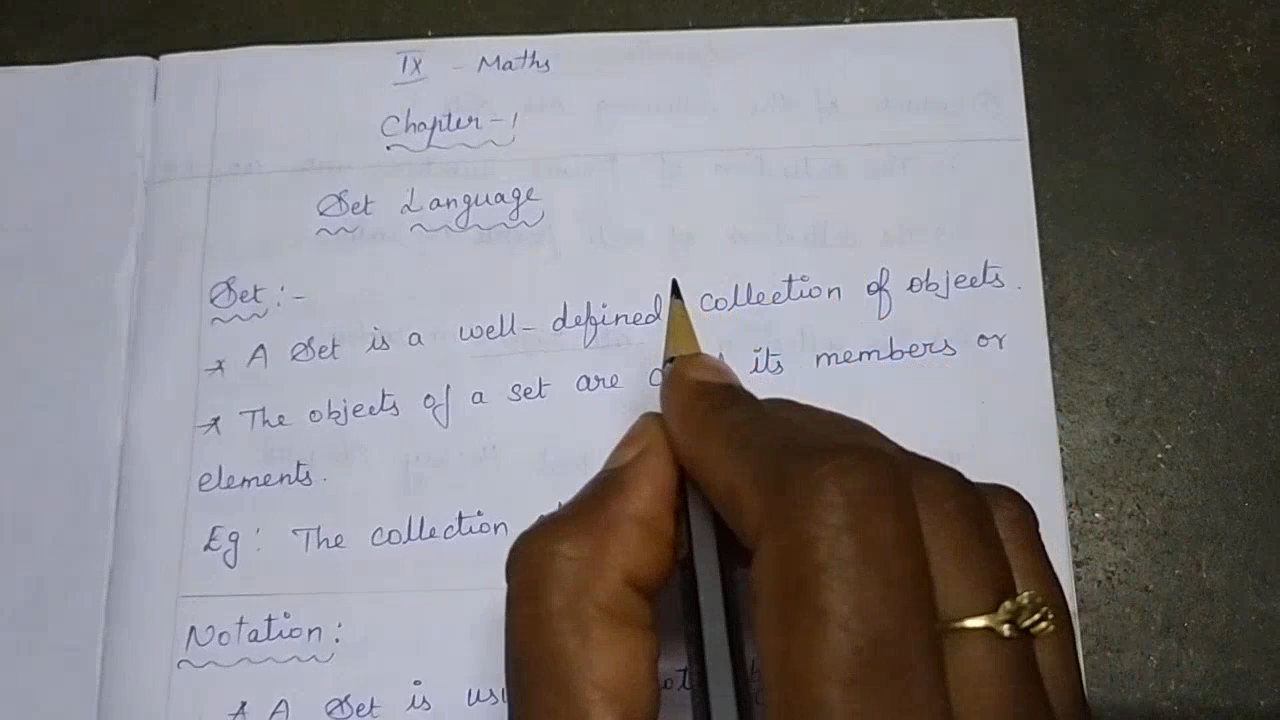 IX - Maths
Chapter - 1
Set Language
Set :-
* A Set is a well-defined collection of objects.
* The objects of a set are its members or
elements.
Eg: The collection
Notation:
* A Set is